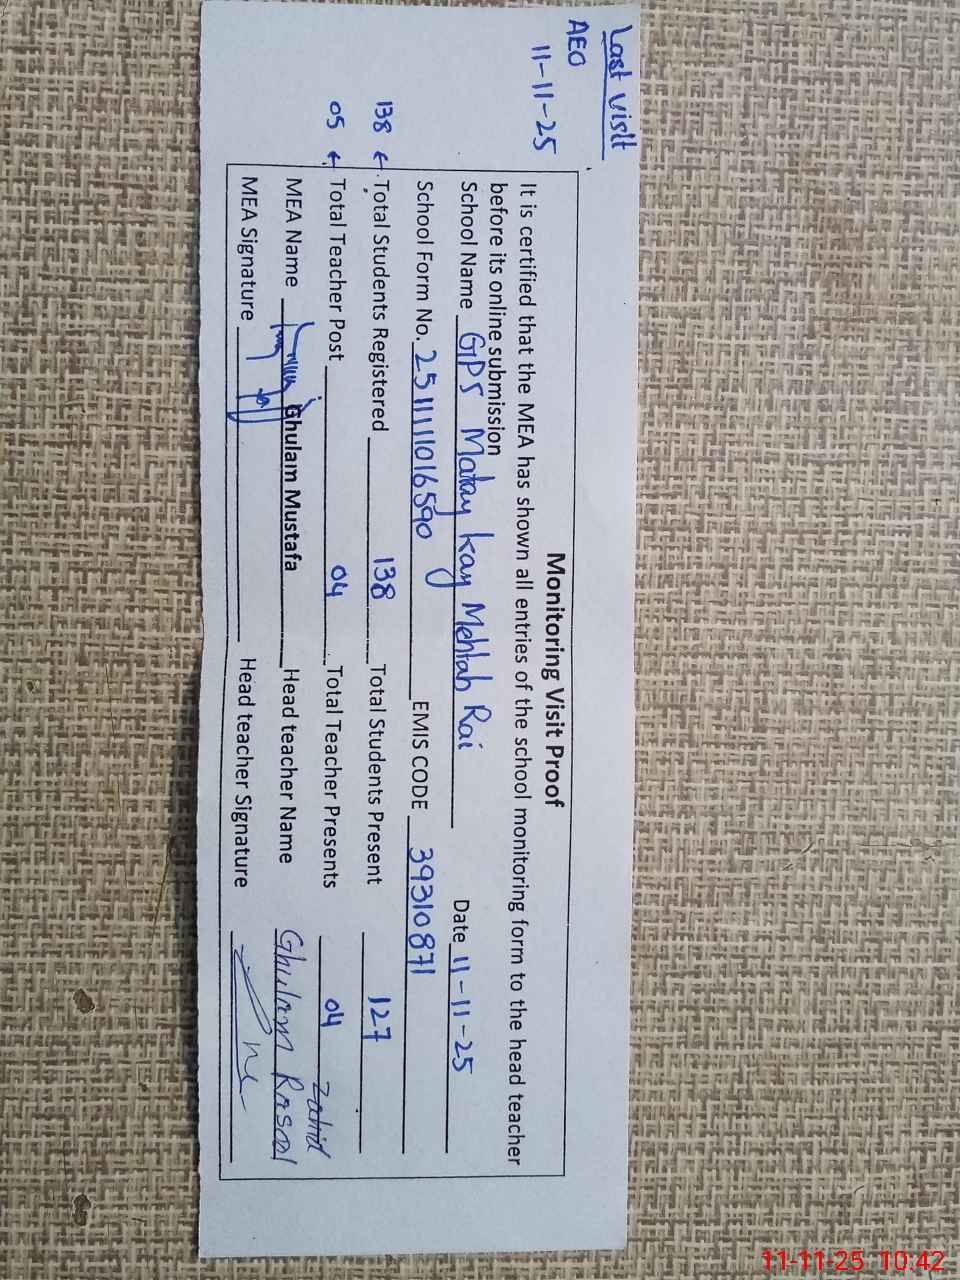 Last Visit
AEO
11-11-25
Monitoring Visit Proof
It is certified that the MEA has shown all entries of the school monitoring form to the head teacher
before its online submission
School Name GPS Matay Kay Mehtab Rai Date 11-11-25
School Form No. 251111016590 EMIS CODE 39310871
138 ← Total Students Registered 138 Total Students Present 127
05 ← Total Teacher Post 04 Total Teacher Presents 04
MEA Name Ghulam Mustafa Head teacher Name Zahid Ghulam Rasool
MEA Signature Head teacher Signature
11-11-25 10:42